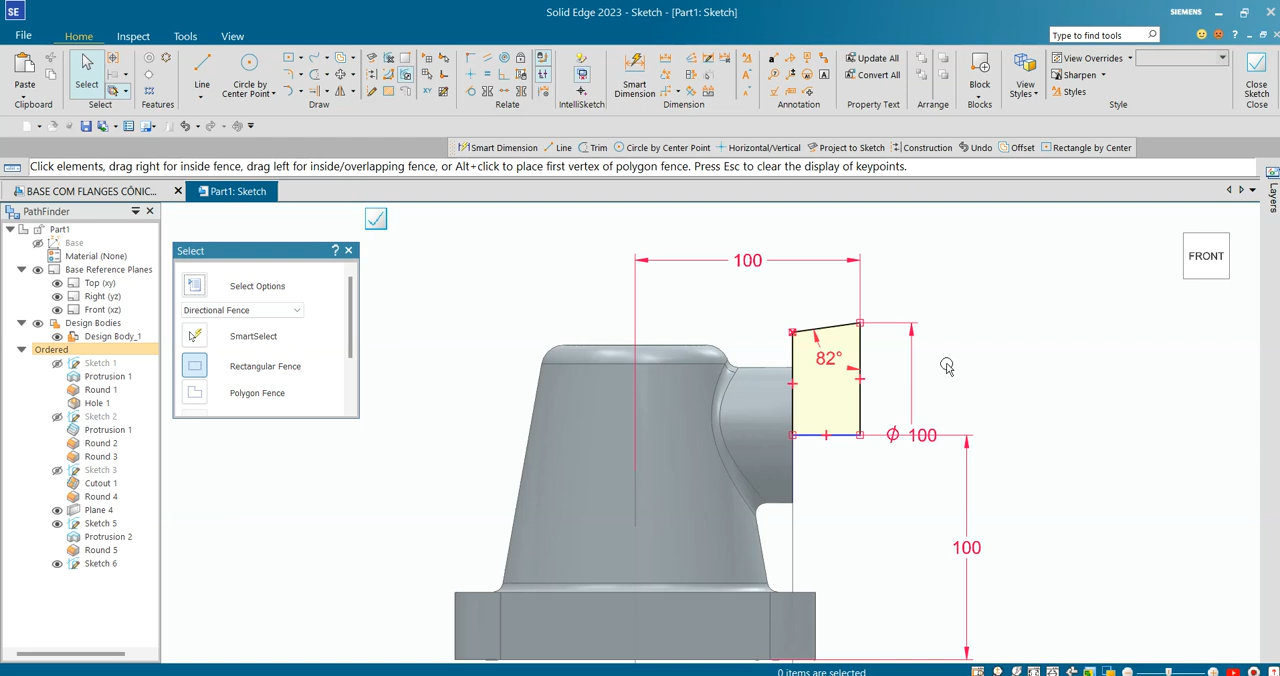 SE
Solid Edge 2023 - Sketch - [Part1: Sketch]
SIEMENS
File
Home
Inspect
Tools
View
Type to find tools
Paste
Clipboard
Select
Select
Features
Line
Circle by
Center Point
Draw
Relate
IntelliSketch
Smart
Dimension
Dimension
Annotation
Update All
Convert All
Property Text
Arrange
Block
Blocks
View
Styles
View Overrides
Sharpen
Styles
Style
Close
Sketch
Close
Smart Dimension
Line
Trim
Circle by Center Point
Horizontal/Vertical
Project to Sketch
Construction
Undo
Offset
Rectangle by Center
Click elements, drag right for inside fence, drag left for inside/overlapping fence, or Alt+click to place first vertex of polygon fence. Press Esc to clear the display of keypoints.
BASE COM FLANGES CÔNIC...
Part1: Sketch
Layers
PathFinder
Part1
Base
Material (None)
Base Reference Planes
Top (xy)
Right (yz)
Front (xz)
Design Bodies
Design Body_1
Ordered
Sketch 1
Protrusion 1
Round 1
Hole 1
Sketch 2
Protrusion 1
Round 2
Round 3
Sketch 3
Cutout 1
Round 4
Plane 4
Sketch 5
Protrusion 2
Round 5
Sketch 6
Select
Select Options
Directional Fence
SmartSelect
Rectangular Fence
Polygon Fence
FRONT
100
82°
Ø 100
100
0 items are selected